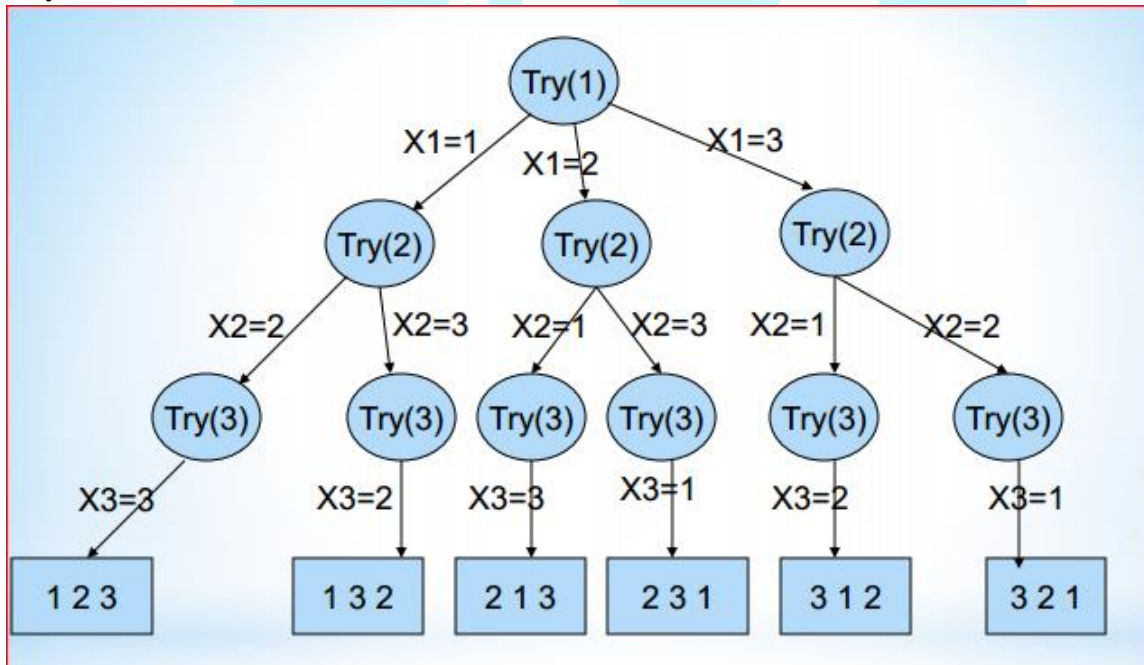 Try(1)
X1=1
X1=2
X1=3
Try(2)
Try(2)
Try(2)
X2=2
X2=3
X2=1
X2=3
X2=1
X2=2
Try(3)
Try(3)
Try(3)
Try(3)
Try(3)
Try(3)
X3=3
X3=2
X3=3
X3=1
X3=2
X3=1
1 2 3
1 3 2
2 1 3
2 3 1
3 1 2
3 2 1